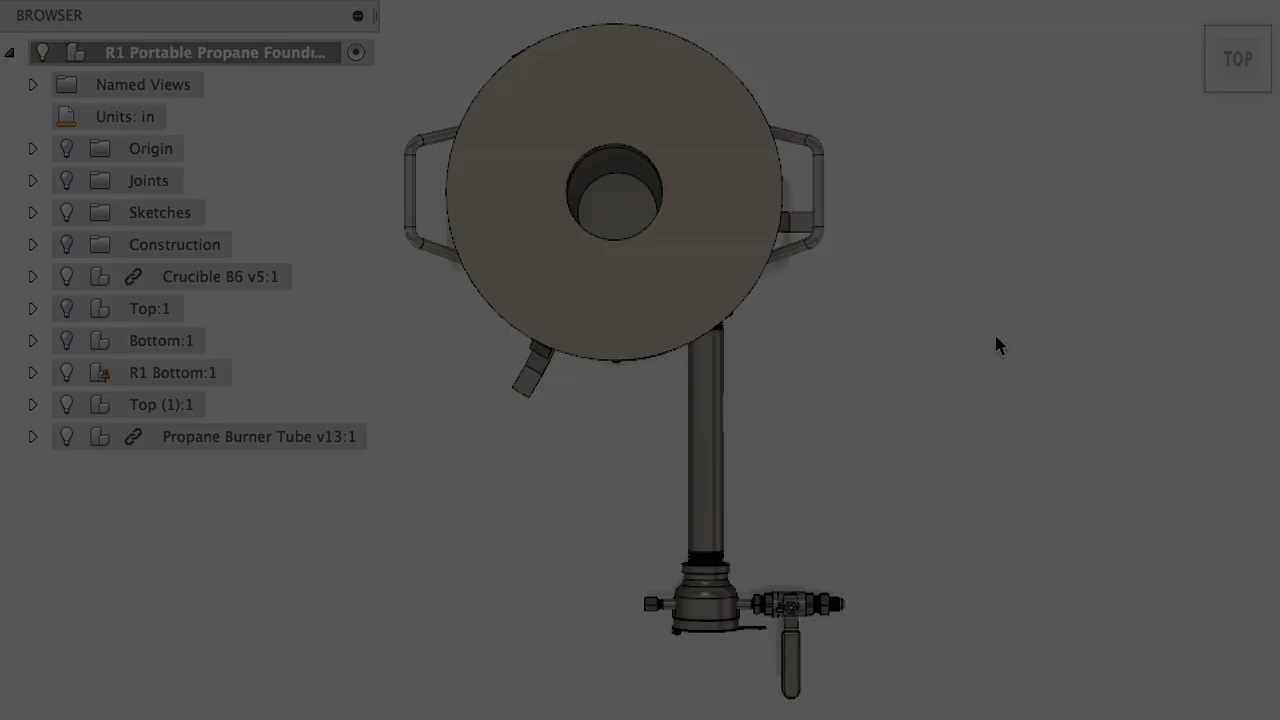 BROWSER
R1 Portable Propane Foundr...
TOP
Named Views
Units: in
Origin
Joints
Sketches
Construction
Crucible B6 v5:1
Top:1
Bottom:1
R1 Bottom:1
Top (1):1
Propane Burner Tube v13:1